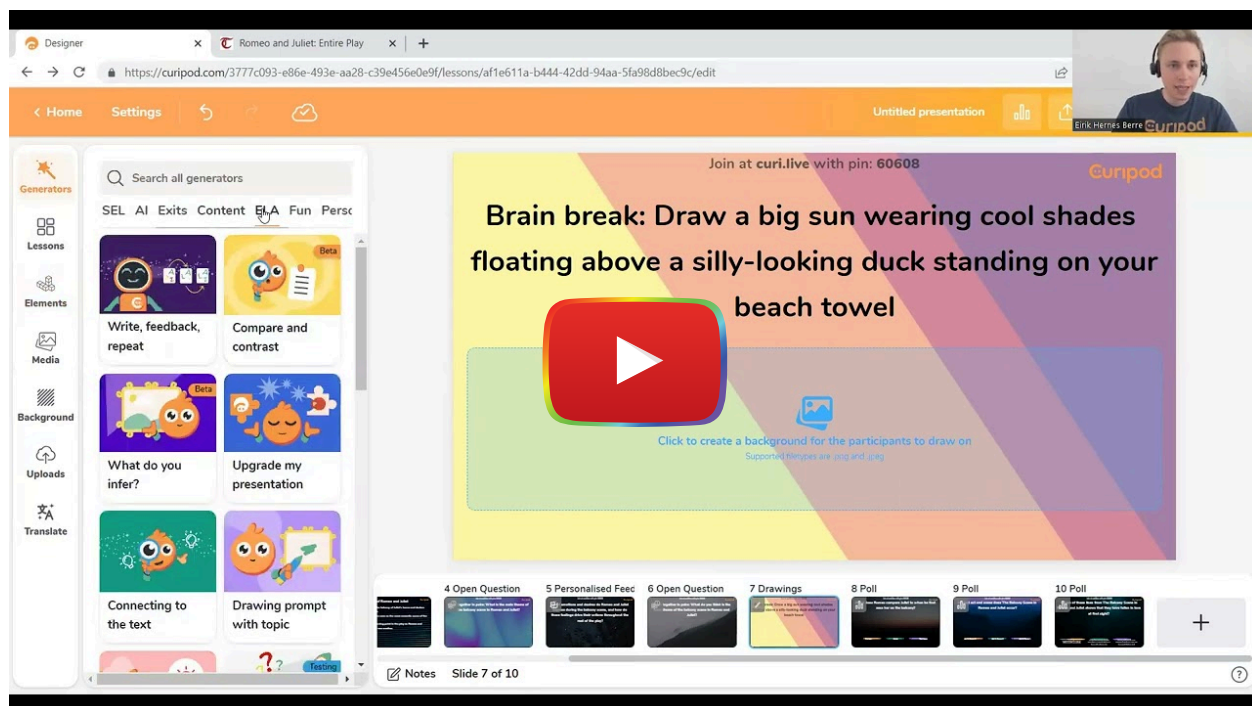 Designer
Romeo and Juliet: Entire Play
https://curipod.com/3777c093-e86e-493e-aa28-c39e456e0e9f/lessons/af1e611a-b444-42dd-94aa-5fa98d8bec9c/edit
Home
Settings
Untitled presentation
Eirik Hernes Berre
Curipod
Generators
Lessons
Elements
Media
Background
Uploads
Translate
Search all generators
SEL AI Exits Content ELA Fun Perso
Write, feedback,
repeat
Beta
Compare and
contrast
Beta
What do you
infer?
Upgrade my
presentation
Connecting to
the text
Drawing prompt
with topic
Testing
Join at curi.live with pin: 60608
Curipod
Brain break: Draw a big sun wearing cool shades
floating above a silly-looking duck standing on your
beach towel
Click to create a background for the participants to draw on
Supported filetypes are .png and .jpeg
4 Open Question
5 Personalised Feed
6 Open Question
7 Drawings
8 Poll
9 Poll
10 Poll
Notes
Slide 7 of 10